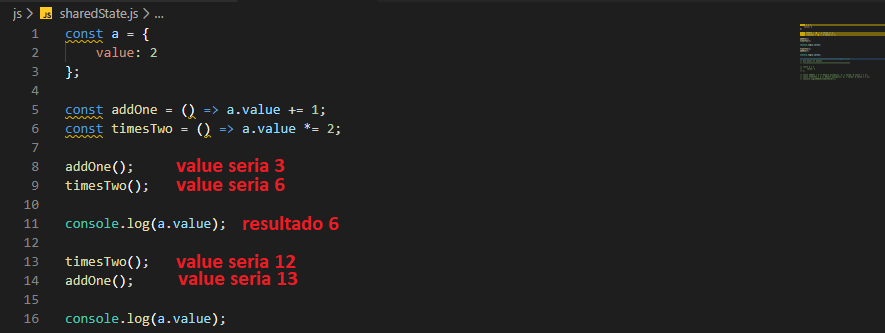 js > JS sharedState.js > ...
1 const a = {
2 value: 2
3 };
4
5 const addOne = () => a.value += 1;
6 const timesTwo = () => a.value *= 2;
7
8 addOne(); value seria 3
9 timesTwo(); value seria 6
10
11 console.log(a.value); resultado 6
12
13 timesTwo(); value seria 12
14 addOne(); value seria 13
15
16 console.log(a.value);